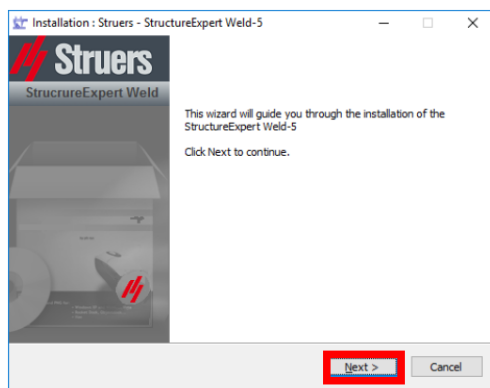 Installation : Struers - StructureExpert Weld-5
Struers
StrucrureExpert Weld
This wizard will guide you through the installation of the
StructureExpert Weld-5
Click Next to continue.
Next >
Cancel